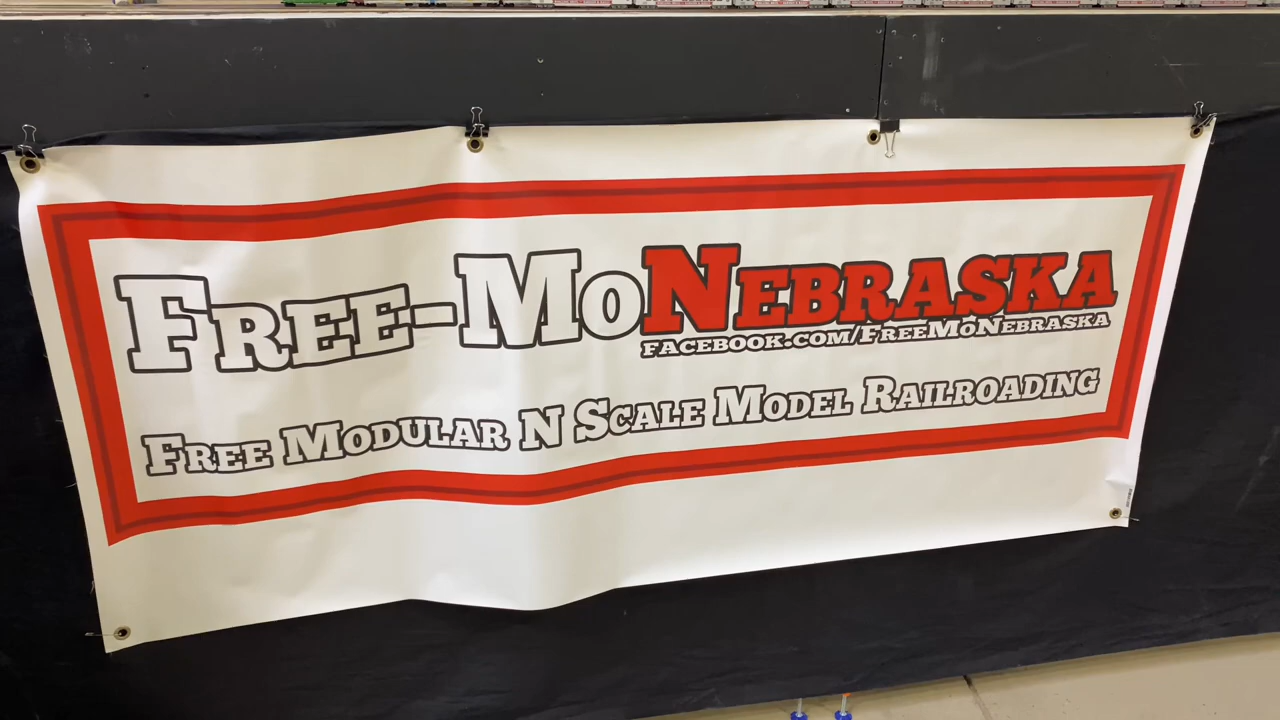 Free-MoNebraska
facebook.com/FreeMoNebraska
Free Modular N Scale Model Railroading